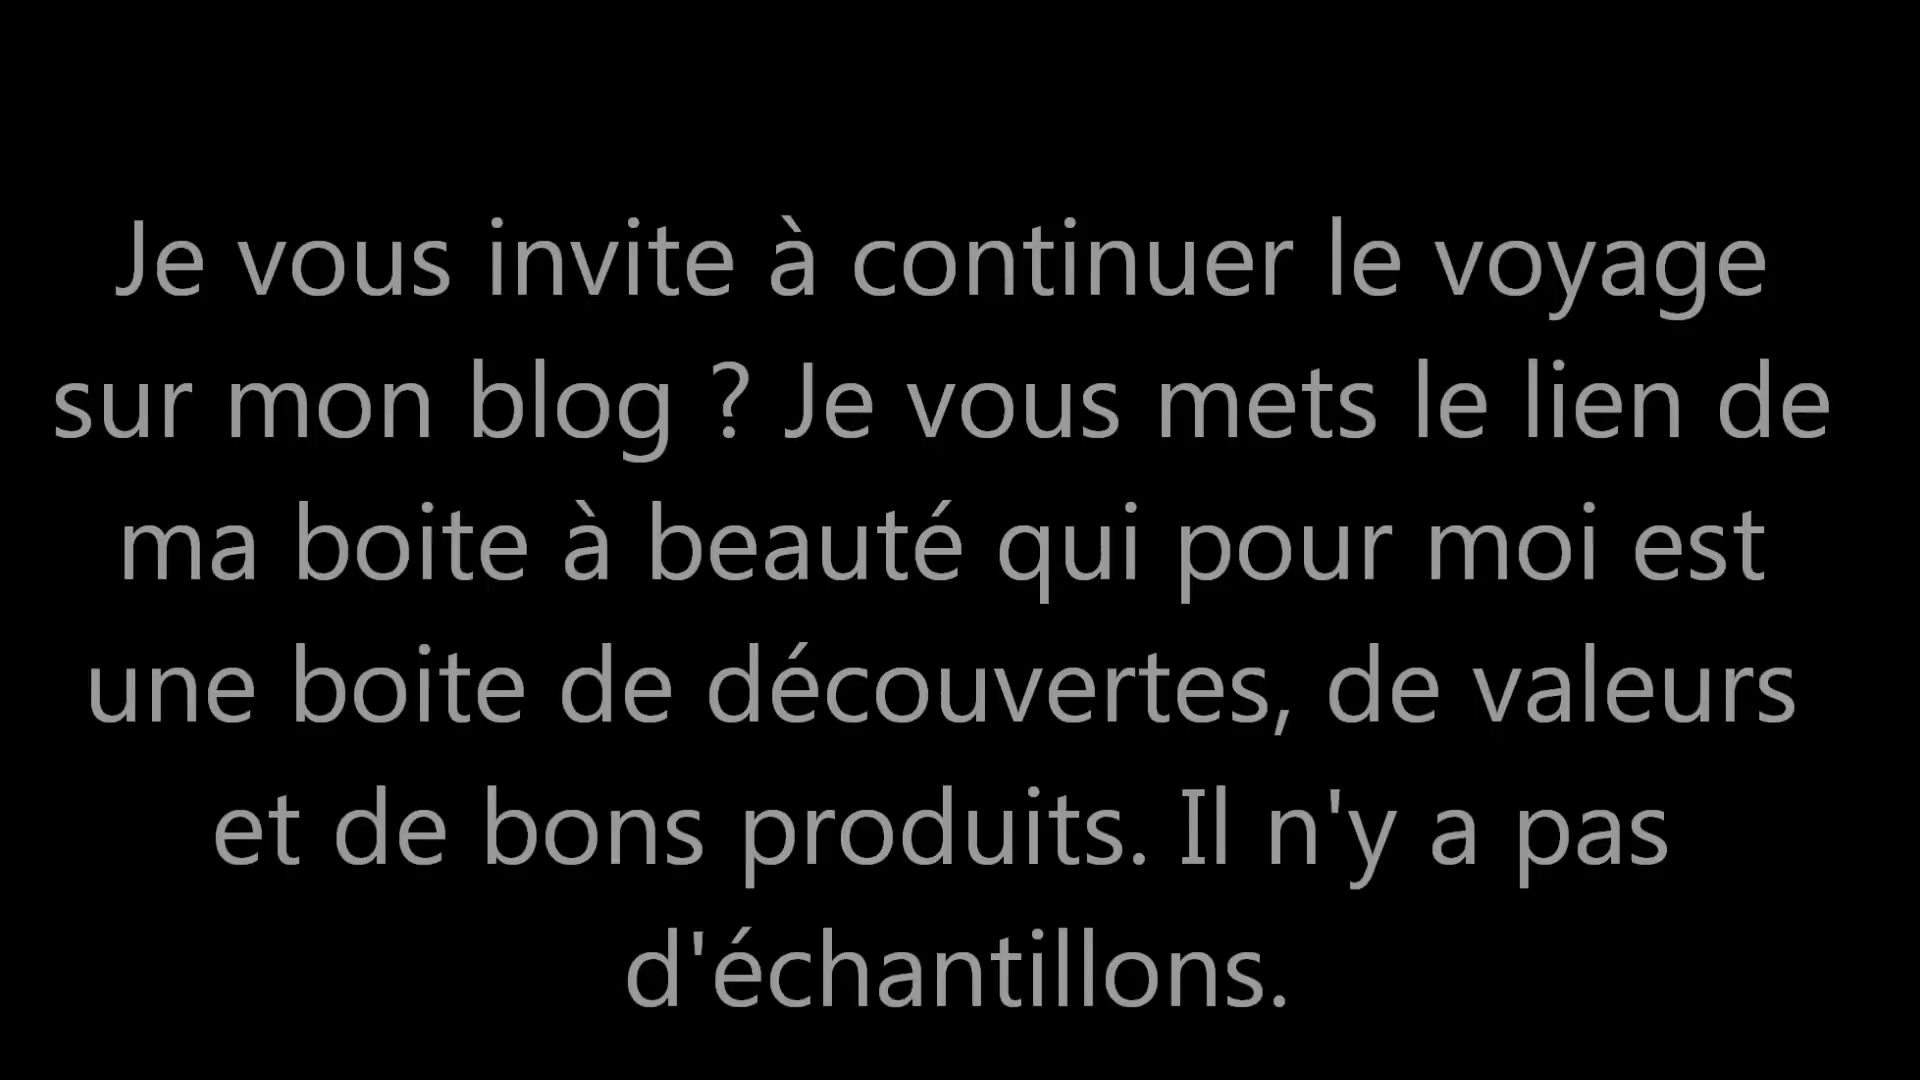 Je vous invite à continuer le voyage
sur mon blog ? Je vous mets le lien de
ma boite à beauté qui pour moi est
une boite de découvertes, de valeurs
et de bons produits. Il n'y a pas
d'échantillons.